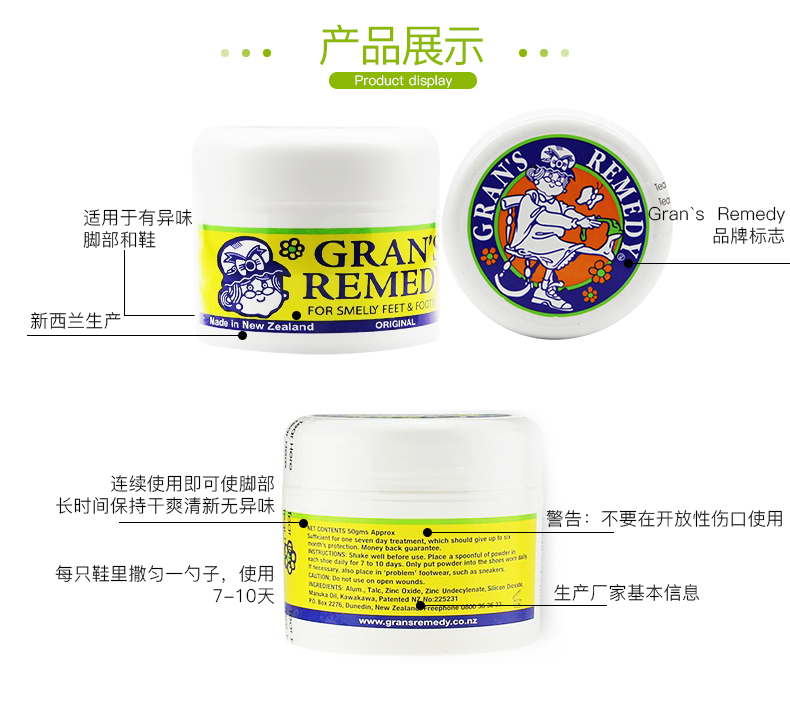 产品展示
Product display
适用于有异味
脚部和鞋
新西兰生产
GRAN'S
REMEDY
FOR SMELLY FEET &
Made in New Zealand
ORIGINAL
GRAN'S REMEDY
Gran`s Remedy
品牌标志
连续使用即可使脚部
长时间保持干爽清新无异味
每只鞋里撒匀一勺子，使用
7-10天
Tear Here
NET CONTENTS 50gms Approx
Sufficient for one seven day treatment, which should give up to six
month's protection. Money back guarantee.
INSTRUCTIONS: Shake well before use. Place a spoonful of powder in
each shoe daily for 7 to 10 days. Only put powder into the shoes worn daily.
If necessary, also place in 'problem' footwear, such as sneakers.
CAUTION: Do not use on open wounds.
INGREDIENTS: Alum., Talc, Zinc Oxide, Zinc Undecylenate, Silicon Dioxide,
Manuka Oil, Kawakawa, Patented NZ No:225231
P.O. Box 2276, Dunedin, New Zealand. Freephone 0800
www.gransremedy.co.nz
警告：不要在开放性伤口使用
生产厂家基本信息